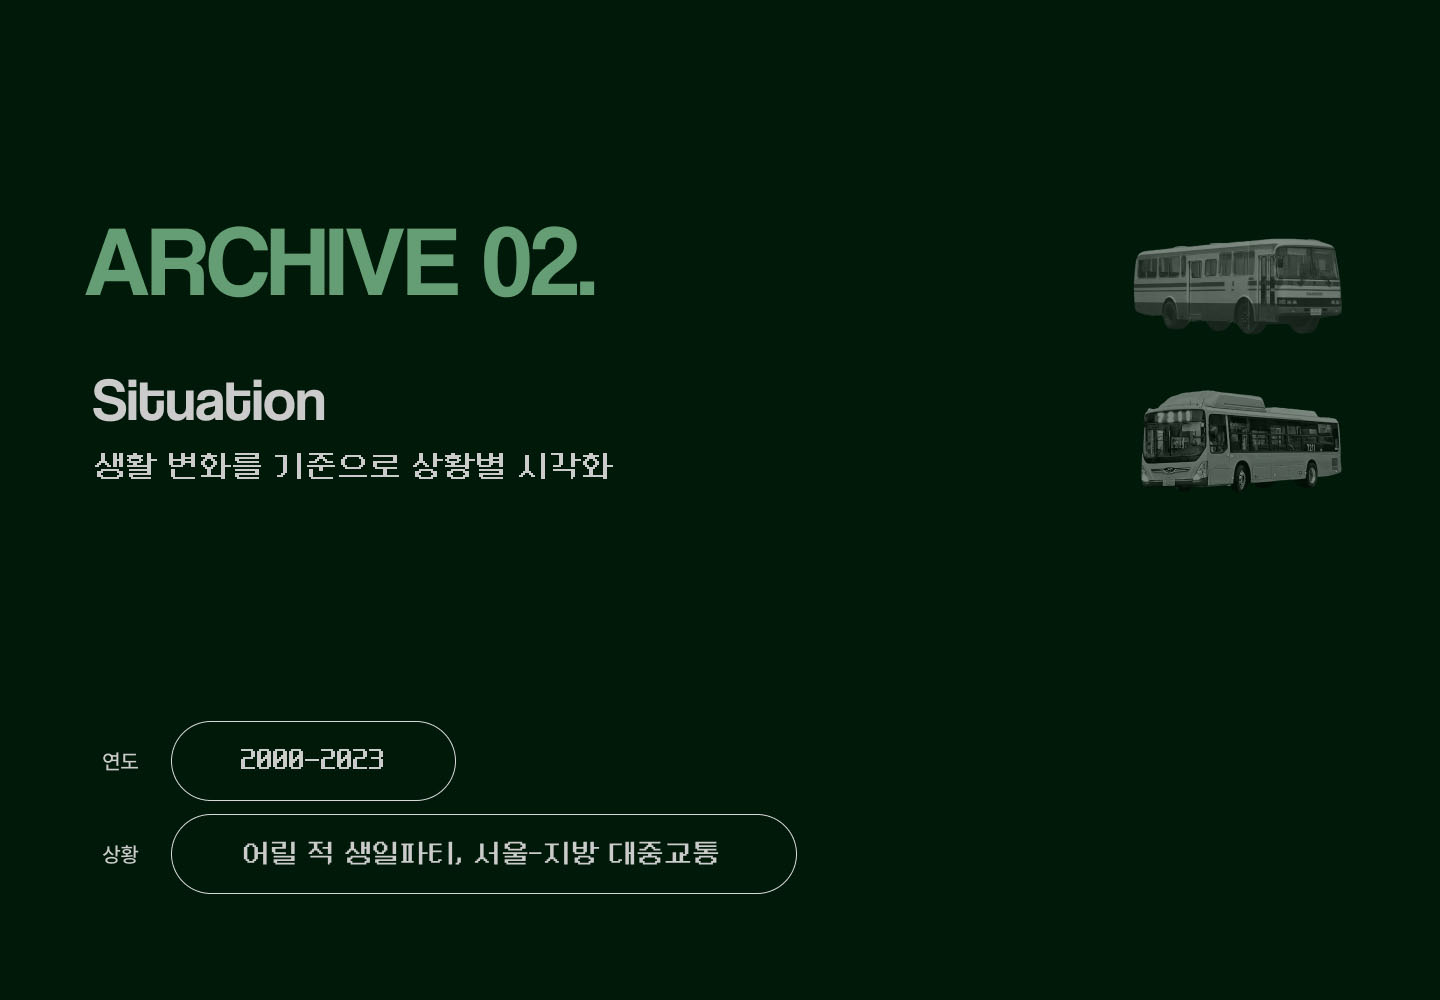 ARCHIVE 02.
Situation
생활 변화를 기준으로 상황별 시각화
연도
2000-2023
상황
어릴 적 생일파티, 서울-지방 대중교통